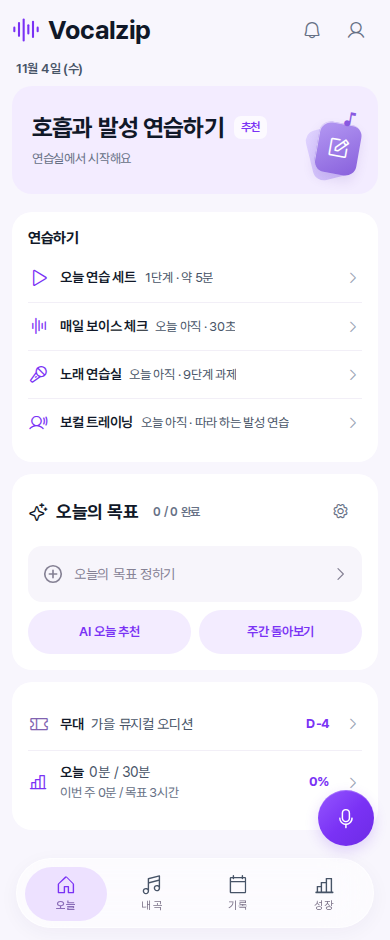 Vocalzip
11월 4일 (수)
호흡과 발성 연습하기 추천
연습실에서 시작해요
연습하기
오늘 연습 세트 1단계 · 약 5분
매일 보이스 체크 오늘 아직 · 30초
노래 연습실 오늘 아직 · 9단계 과제
보컬 트레이닝 오늘 아직 · 따라 하는 발성 연습
오늘의 목표 0 / 0 완료
오늘의 목표 정하기
AI 오늘 추천 주간 돌아보기
무대 가을 뮤지컬 오디션 D-4
오늘 0분 / 30분
이번 주 0분 / 목표 3시간 0%
오늘 내 곡 기록 성장